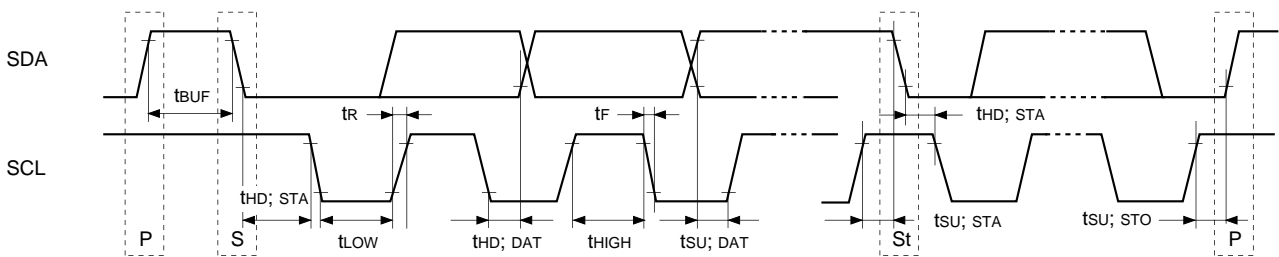 SDA
tBUF
tR
tF
tHD; STA
SCL
tHD; STA
tLOW
tHD; DAT
tHIGH
tSU; DAT
tSU; STA
tSU; STO
P
S
St
P